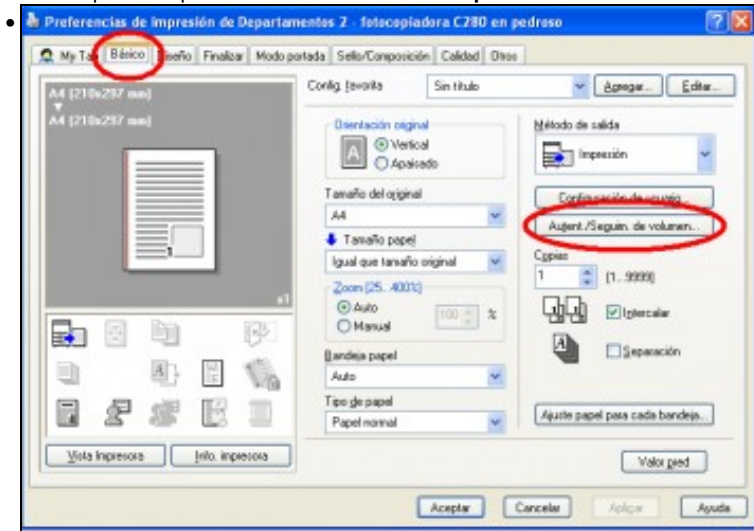 Preferencias de Impresión de Departamentos 2 - fotocopiadora C280 en pedroso
My Tab Básico Diseño Finalizar Modo portada Sello/Composición Calidad Otros
A4 (210x297 mm)
A4 (210x297 mm)
x1
Vista Impresora Info. impresora
Config. favorita Sin título Agregar... Editar...
Orientación original
A Vertical
Apaisado
Tamaño del original
A4
Tamaño papel
Igual que tamaño original
Zoom [25..400%]
Auto
Manual
100 %
Bandeja papel
Auto
Tipo de papel
Papel normal
Método de salida
Impresión
Configuración de usuario...
Autent./Seguim. de volumen...
Copias
1 [1..9999]
Intercalar
Separación
Ajuste papel para cada bandeja...
Valor pred
Aceptar Cancelar Aplicar Ayuda